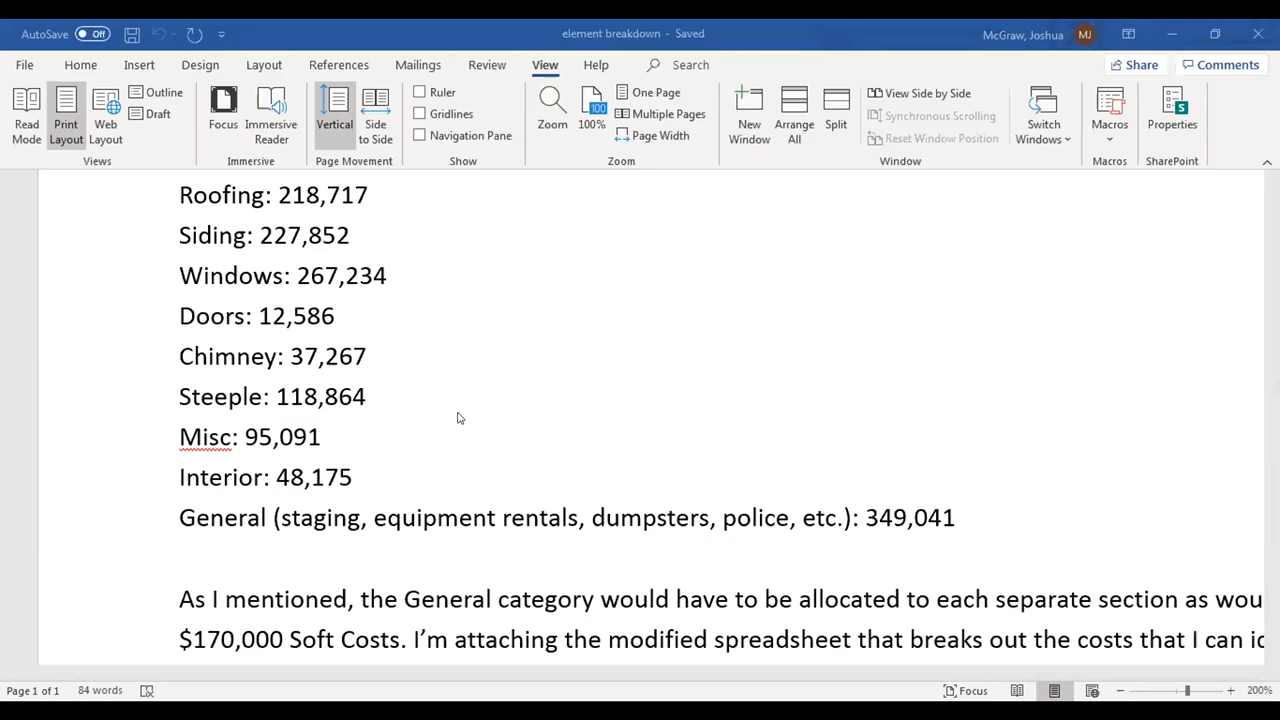 AutoSave Off
element breakdown - Saved
McGraw, Joshua MJ
File Home Insert Design Layout References Mailings Review View Help Search Share Comments
Read Mode
Print Layout
Web Layout
Outline
Draft
Views
Focus
Immersive Reader
Immersive
Vertical
Side to Side
Page Movement
Ruler
Gridlines
Navigation Pane
Show
Zoom
100
100%
One Page
Multiple Pages
Page Width
Zoom
New Window
Arrange All
Split
View Side by Side
Synchronous Scrolling
Reset Window Position
Window
Switch Windows
Macros
Macros
Properties
SharePoint
Roofing: 218,717
Siding: 227,852
Windows: 267,234
Doors: 12,586
Chimney: 37,267
Steeple: 118,864
Misc: 95,091
Interior: 48,175
General (staging, equipment rentals, dumpsters, police, etc.): 349,041
As I mentioned, the General category would have to be allocated to each separate section as wou
$170,000 Soft Costs. I'm attaching the modified spreadsheet that breaks out the costs that I can ic
Page 1 of 1 84 words Focus 200%